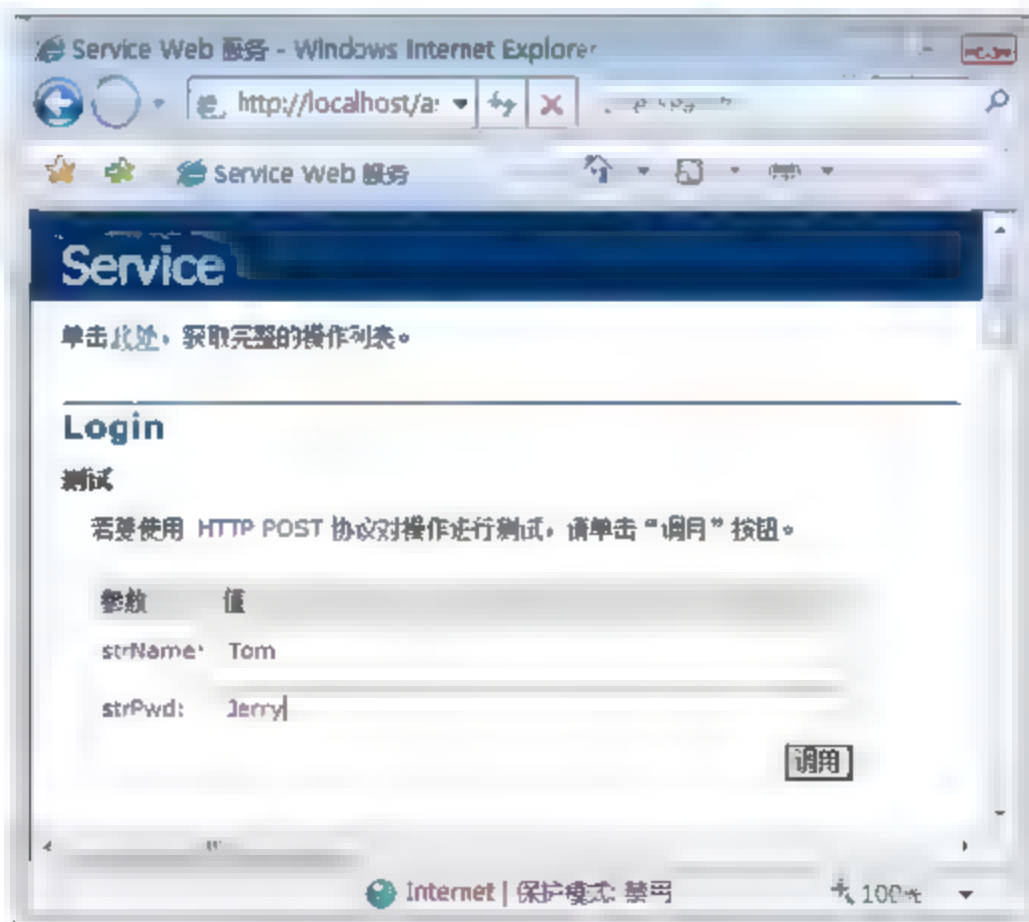 Service Web 服务 - Windows Internet Explorer
http://localhost/a
Service Web 服务
Service
单击此处，获取完整的操作列表。
Login
测试
若要使用 HTTP POST 协议对操作进行测试，请单击“调用”按钮。
参数 值
strName: Tom
strPwd: Jerry
调用
Internet | 保护模式: 禁用
100%